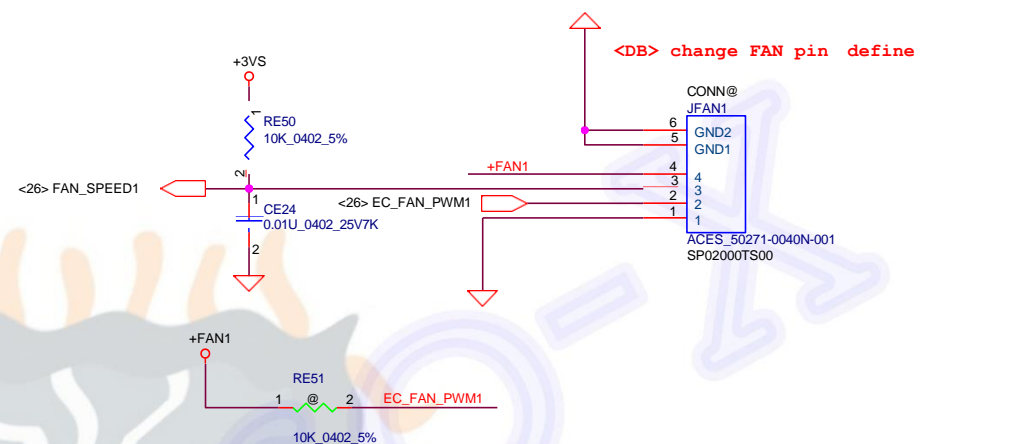 <DB> change FAN pin define
+3VS
CONN@
JFAN1
1
RE50
10K_0402_5%
2
6
GND2
5
GND1
+FAN1
4
4
3
3
<26> FAN_SPEED1
1
<26> EC_FAN_PWM1
2
2
CE24
0.01U_0402_25V7K
1
1
2
ACES_50271-0040N-001
SP02000TS00
+FAN1
RE51
1
@
2
EC_FAN_PWM1
10K_0402_5%